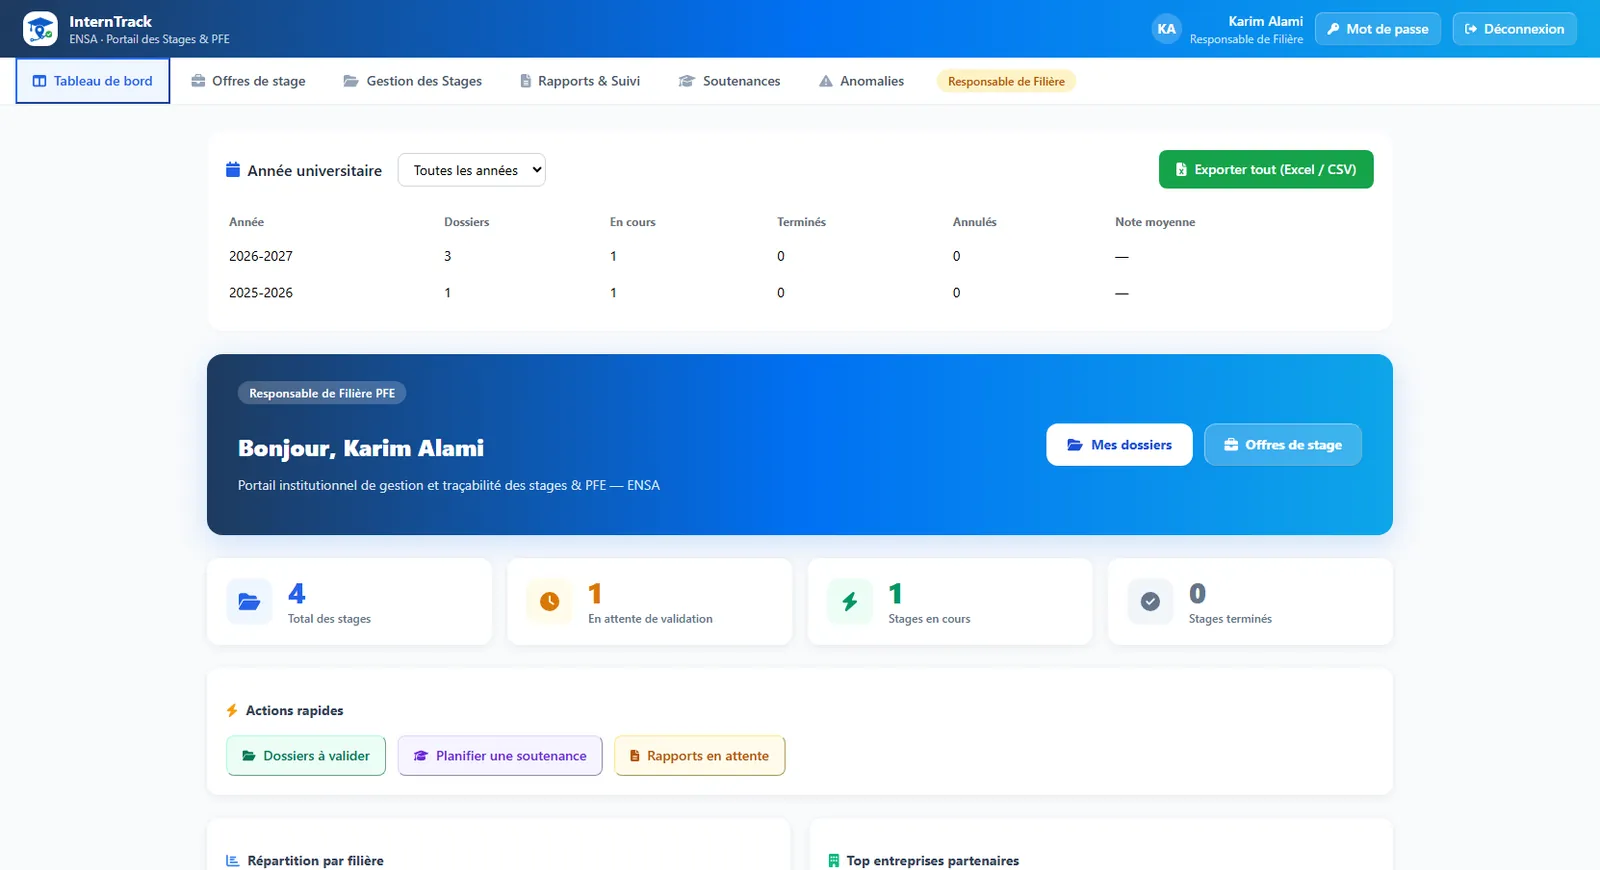 InternTrack
ENSA · Portail des Stages & PFE
KA
Karim Alami
Responsable de Filière
Mot de passe
Déconnexion
Tableau de bord
Offres de stage
Gestion des Stages
Rapports & Suivi
Soutenances
Anomalies
Responsable de Filière
Année universitaire
Toutes les années
Exporter tout (Excel / CSV)
Année Dossiers En cours Terminés Annulés Note moyenne
2026-2027 3 1 0 0 —
2025-2026 1 1 0 0 —
Responsable de Filière PFE
Bonjour, Karim Alami
Portail institutionnel de gestion et traçabilité des stages & PFE — ENSA
Mes dossiers
Offres de stage
4
Total des stages
1
En attente de validation
1
Stages en cours
0
Stages terminés
Actions rapides
Dossiers à valider
Planifier une soutenance
Rapports en attente
Répartition par filière
Top entreprises partenaires